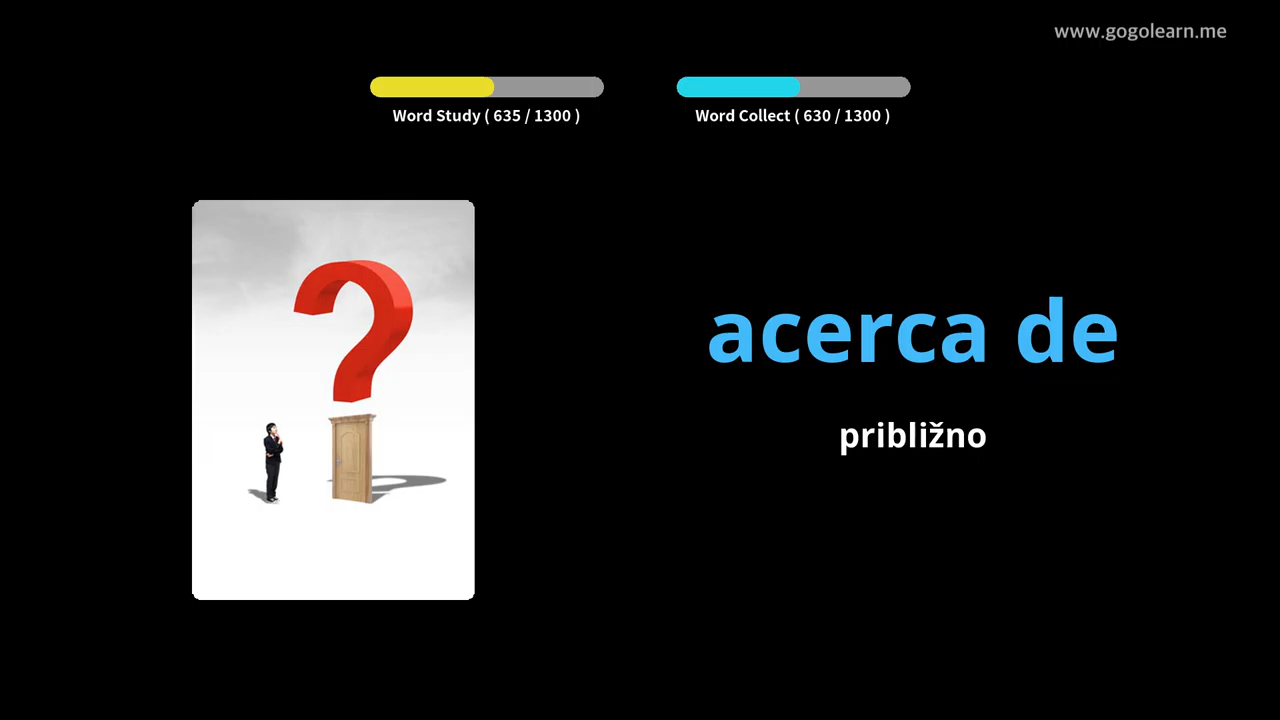 www.gogolearn.me
Word Study ( 635 / 1300 )
Word Collect ( 630 / 1300 )
acerca de
približno